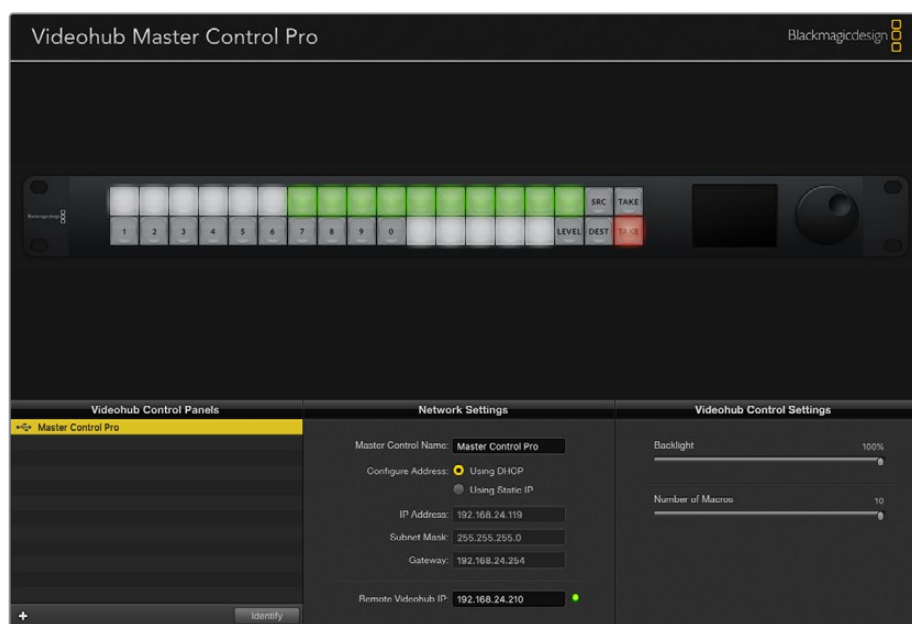 Videohub Master Control Pro
Blackmagicdesign
SRC TAKE
Blackmagicdesign
1 2 3 4 5 6 7 8 9 0 LEVEL DEST TAKE
Videohub Control Panels
Master Control Pro
Identify
Network Settings
Master Control Name: Master Control Pro
Configure Address: Using DHCP
Using Static IP
IP Address: 192.168.24.119
Subnet Mask: 255.255.255.0
Gateway: 192.168.24.254
Remote Videohub IP: 192.168.24.210
Videohub Control Settings
Backlight 100%
Number of Macros 10